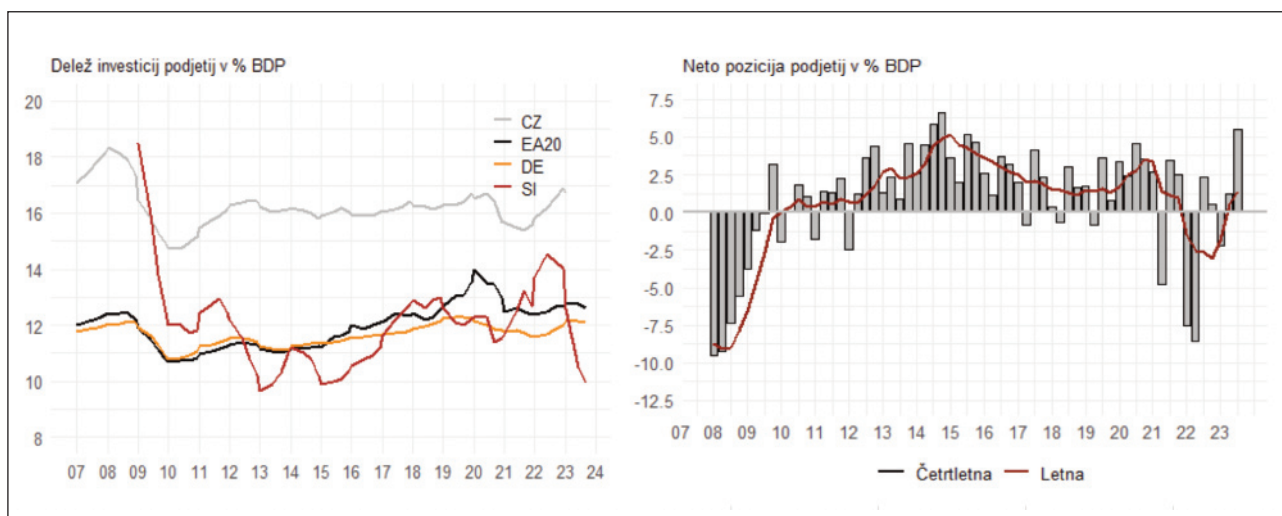 Delež investicij podjetij v % BDP
20
18
16
14
12
10
8
CZ
EA20
DE
SI
07 08 09 10 11 12 13 14 15 16 17 18 19 20 21 22 23 24
Neto pozicija podjetij v % BDP
7.5
5.0
2.5
0.0
-2.5
-5.0
-7.5
-10.0
-12.5
07 08 09 10 11 12 13 14 15 16 17 18 19 20 21 22 23
Četrtletna Letna